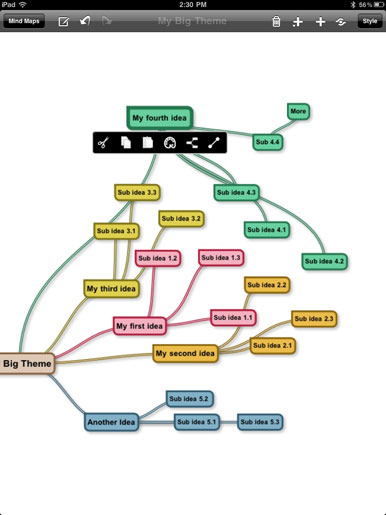 iPad
2:30 PM
56%
Mind Maps
My Big Theme
Style
My fourth idea
More
Sub 4.4
Sub idea 3.3
Sub idea 4.3
Sub idea 3.2
Sub idea 3.1
Sub idea 4.1
Sub idea 1.2
Sub idea 1.3
Sub idea 4.2
My third idea
Sub idea 2.2
Sub idea 1.1
Sub idea 2.3
My first idea
Sub idea 2.1
My second idea
Big Theme
Sub idea 5.2
Another Idea
Sub idea 5.1
Sub idea 5.3